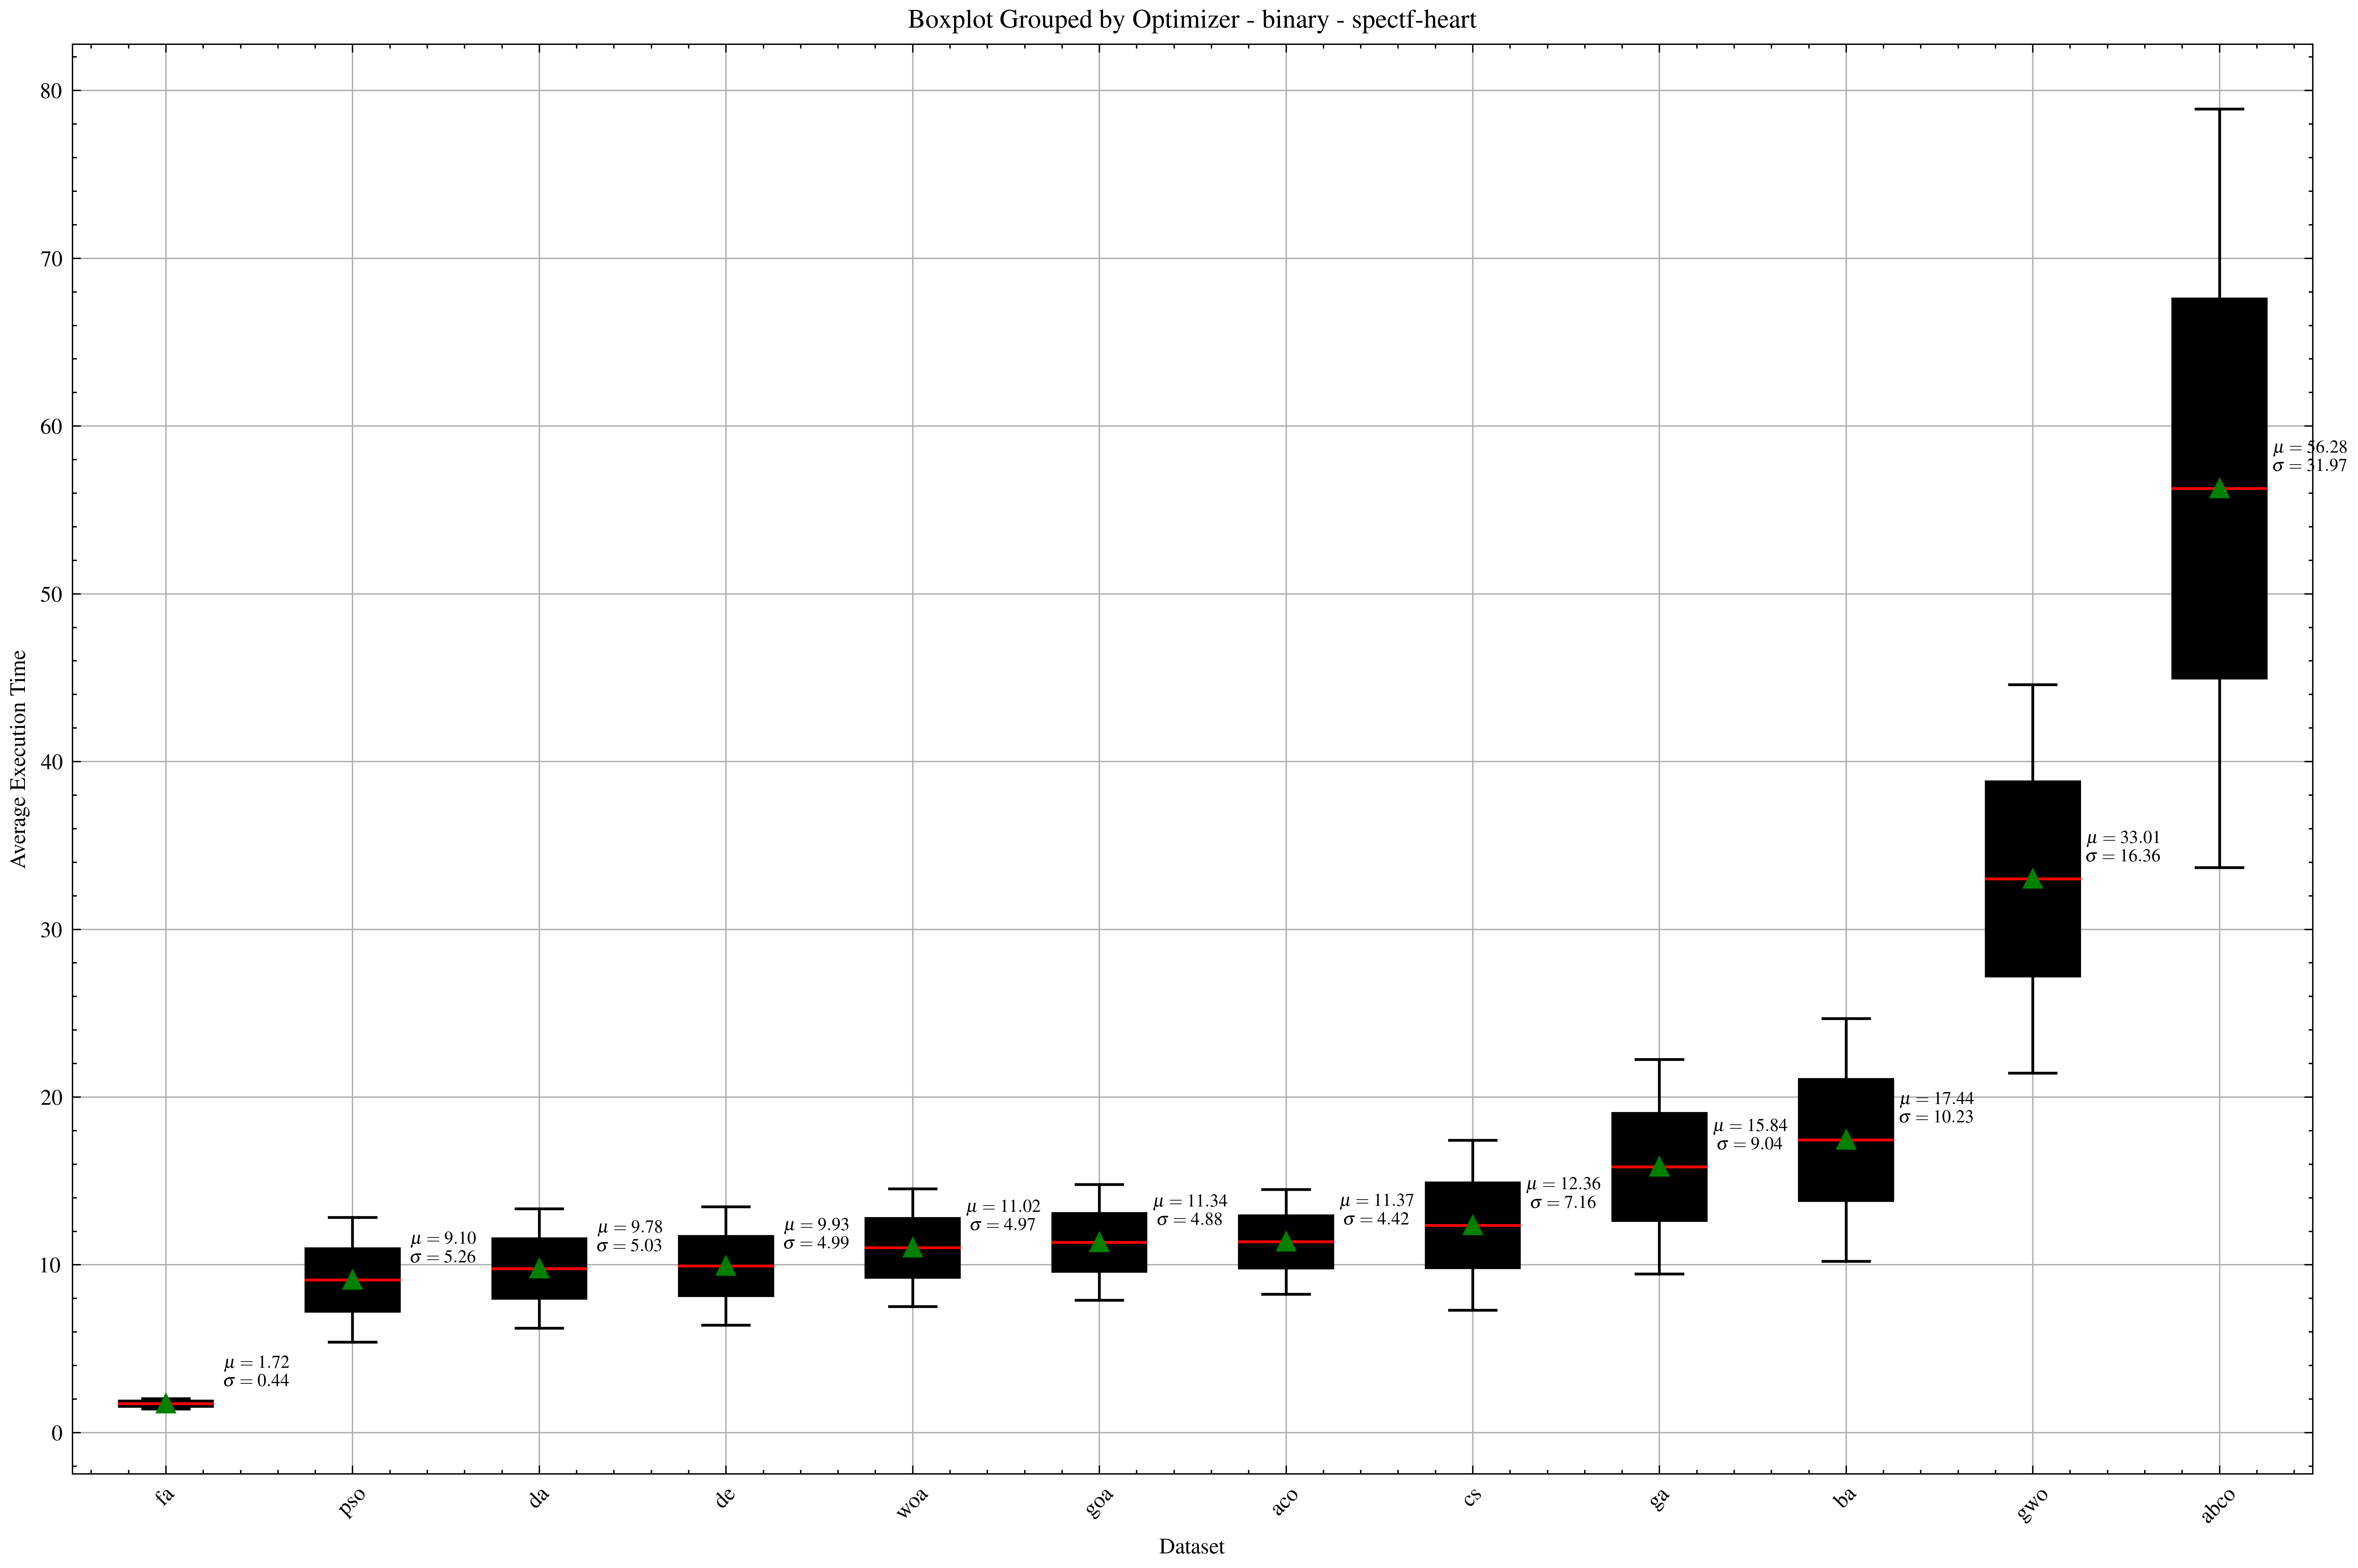 Boxplot Grouped by Optimizer - binary - spectf-heart
Average Execution Time
80
70
60
50
40
30
20
10
0
μ = 1.72
σ = 0.44
μ = 9.10
σ = 5.26
μ = 9.78
σ = 5.03
μ = 9.93
σ = 4.99
μ = 11.02
σ = 4.97
μ = 11.34
σ = 4.88
μ = 11.37
σ = 4.42
μ = 12.36
σ = 7.16
μ = 15.84
σ = 9.04
μ = 17.44
σ = 10.23
μ = 33.01
σ = 16.36
μ = 56.28
σ = 31.97
fa
pso
da
de
woa
goa
aco
cs
ga
ba
gwo
abco
Dataset